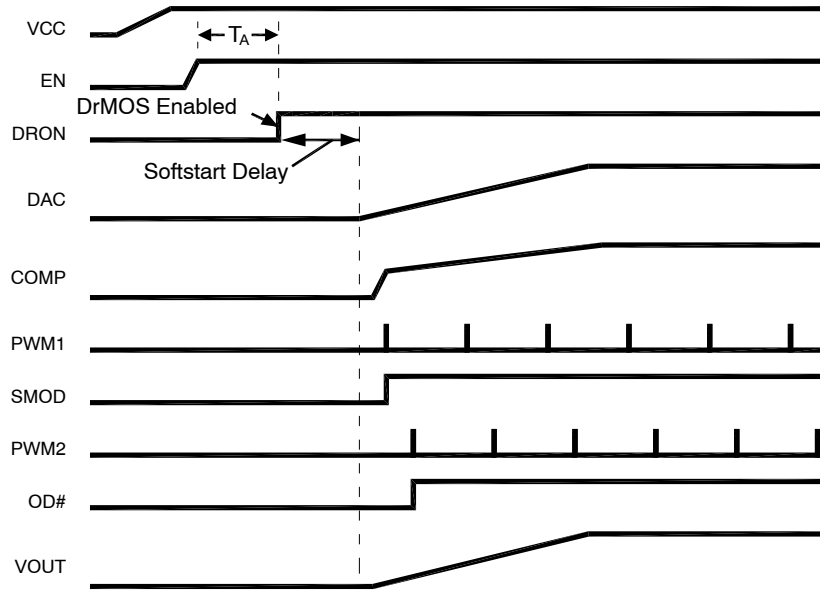 VCC
T_A
EN
DrMOS Enabled
DRON
Softstart Delay
DAC
COMP
PWM1
SMOD
PWM2
OD#
VOUT